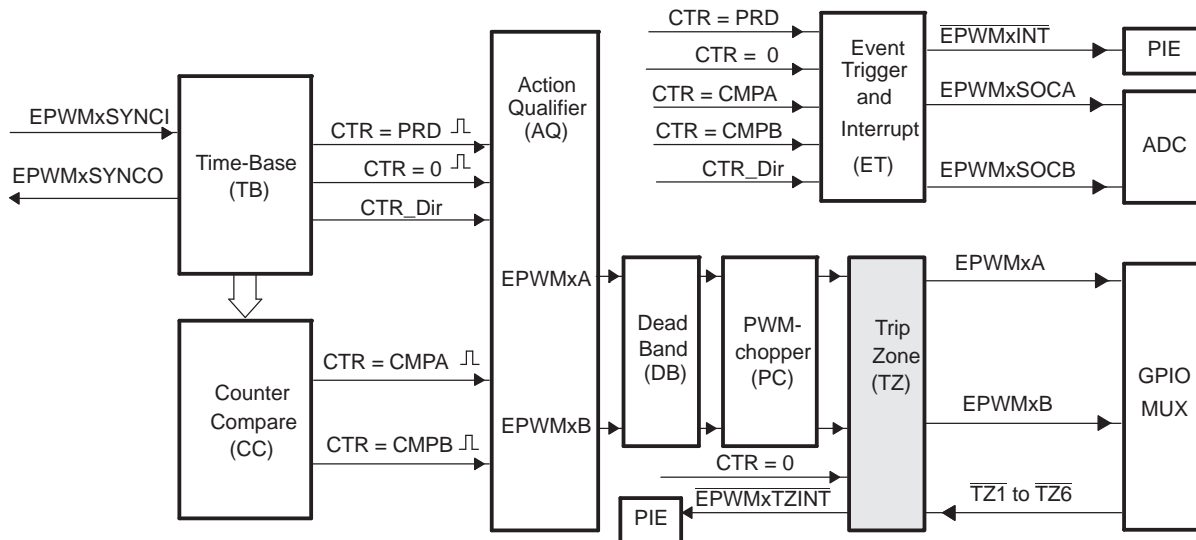 EPWMxSYNCI
EPWMxSYNCO
Time-Base
(TB)
CTR = PRD
CTR = 0
CTR_Dir
Counter
Compare
(CC)
CTR = CMPA
CTR = CMPB
Action
Qualifier
(AQ)
EPWMxA
EPWMxB
CTR = PRD
CTR = 0
CTR = CMPA
CTR = CMPB
CTR_Dir
Event
Trigger
and
Interrupt
(ET)
EPWMxINT
EPWMxSOCA
EPWMxSOCB
PIE
ADC
Dead
Band
(DB)
PWM-
chopper
(PC)
Trip
Zone
(TZ)
EPWMxA
EPWMxB
CTR = 0
EPWMxTZINT
PIE
TZ1 to TZ6
GPIO
MUX